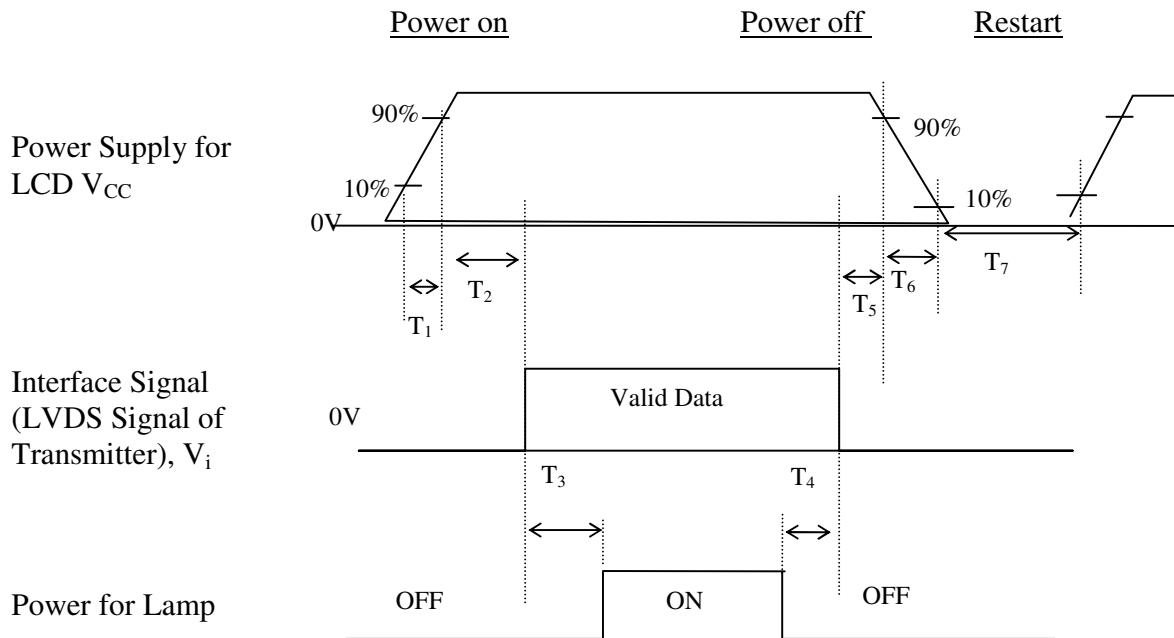 Power on
Power off
Restart
Power Supply for
LCD VCC
90%
10%
0V
90%
10%
T1
T2
T5
T6
T7
Interface Signal
(LVDS Signal of
Transmitter), Vi
0V
Valid Data
T3
T4
Power for Lamp
OFF
ON
OFF